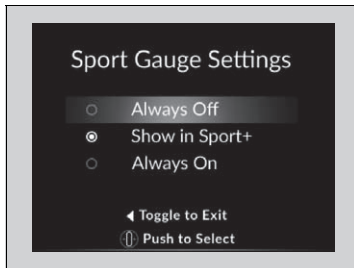 Sport Gauge Settings
Always Off
Show in Sport+
Always On
Toggle to Exit
Push to Select